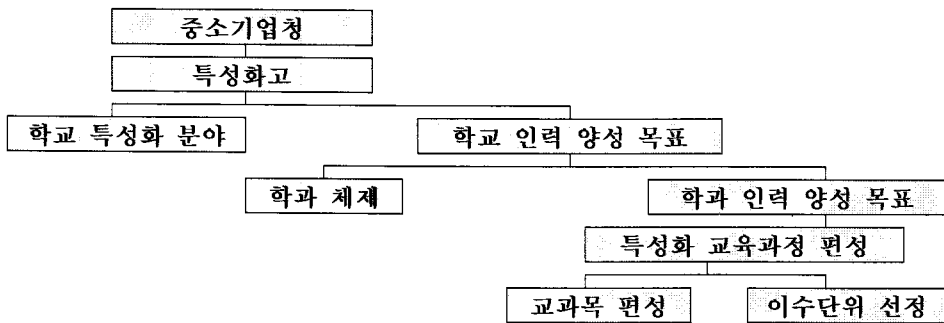 중소기업청
특성화고
학교 특성화 분야
학교 인력 양성 목표
학과 체제
학과 인력 양성 목표
특성화 교육과정 편성
교과목 편성
이수단위 선정